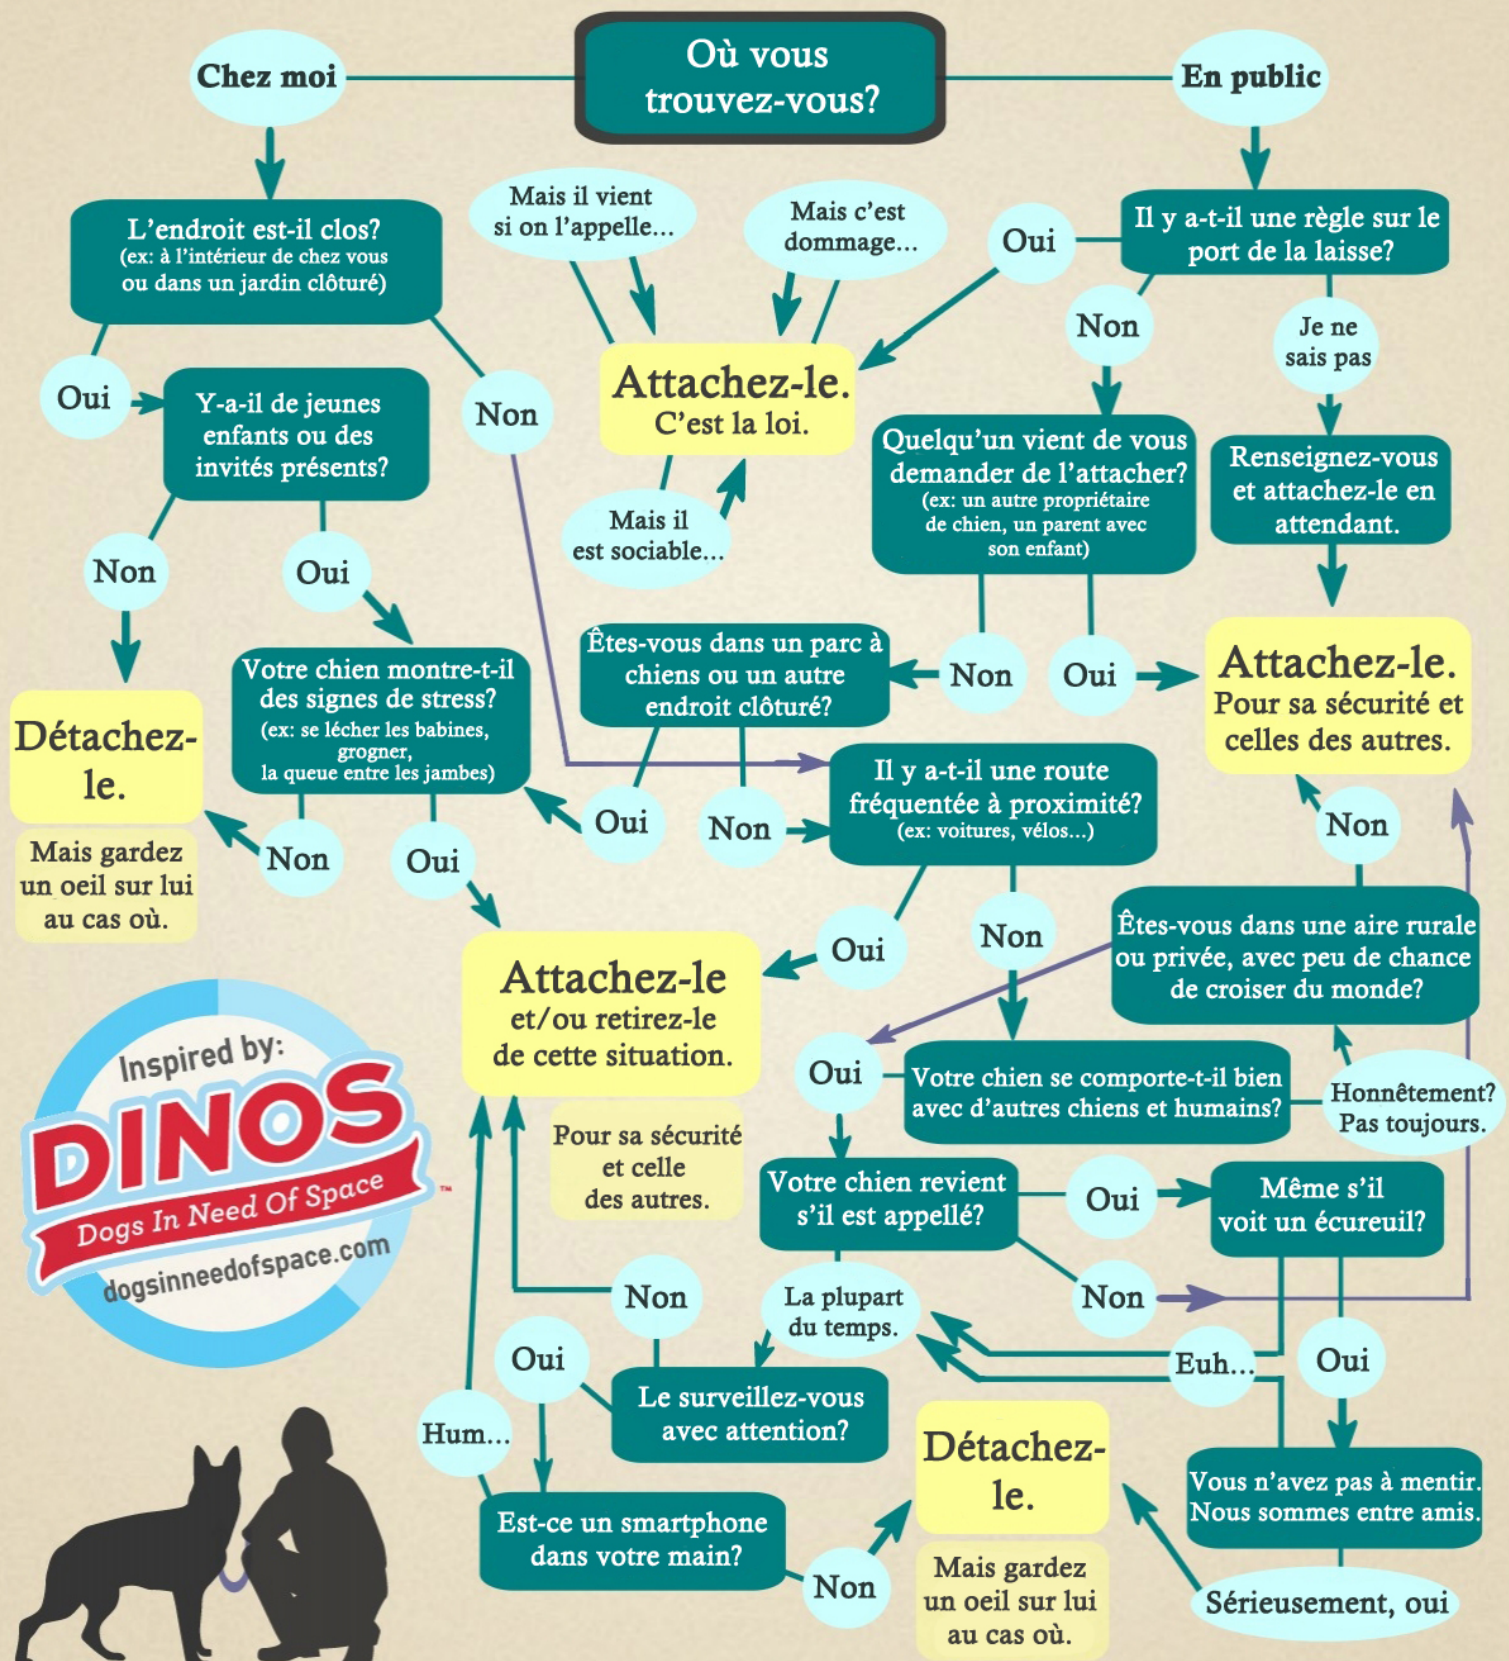 Où vous
trouvez-vous?
Chez moi
En public
L'endroit est-il clos?
(ex: à l'intérieur de chez vous
ou dans un jardin clôturé)
Mais il vient
si on l'appelle...
Mais c'est
dommage...
Oui
Il y a-t-il une règle sur le
port de la laisse?
Non
Je ne
sais pas
Oui
Y-a-il de jeunes
enfants ou des
invités présents?
Non
Attachez-le.
C'est la loi.
Quelqu'un vient de vous
demander de l'attacher?
(ex: un autre propriétaire
de chien, un parent avec
son enfant)
Renseignez-vous
et attachez-le en
attendant.
Mais il
est sociable...
Non
Oui
Votre chien montre-t-il
des signes de stress?
(ex: se lécher les babines,
grogner,
la queue entre les jambes)
Êtes-vous dans un parc à
chiens ou un autre
endroit clôturé?
Non
Oui
Attachez-le.
Pour sa sécurité et
celles des autres.
Détachez-
le.
Mais gardez
un oeil sur lui
au cas où.
Non
Oui
Oui
Non
Il y a-t-il une route
fréquentée à proximité?
(ex: voitures, vélos...)
Non
Oui
Non
Êtes-vous dans une aire rurale
ou privée, avec peu de chance
de croiser du monde?
Attachez-le
et/ou retirez-le
de cette situation.
Pour sa sécurité
et celle
des autres.
Oui
Votre chien se comporte-t-il bien
avec d'autres chiens et humains?
Honnêtement?
Pas toujours.
Votre chien revient
s'il est appellé?
Oui
Même s'il
voit un écureuil?
Inspired by:
DINOS
Dogs In Need Of Space
™
dogsinneedofspace.com
Non
La plupart
du temps.
Non
Oui
Euh...
Oui
Le surveillez-vous
avec attention?
Hum...
Est-ce un smartphone
dans votre main?
Non
Détachez-
le.
Mais gardez
un oeil sur lui
au cas où.
Vous n'avez pas à mentir.
Nous sommes entre amis.
Sérieusement, oui